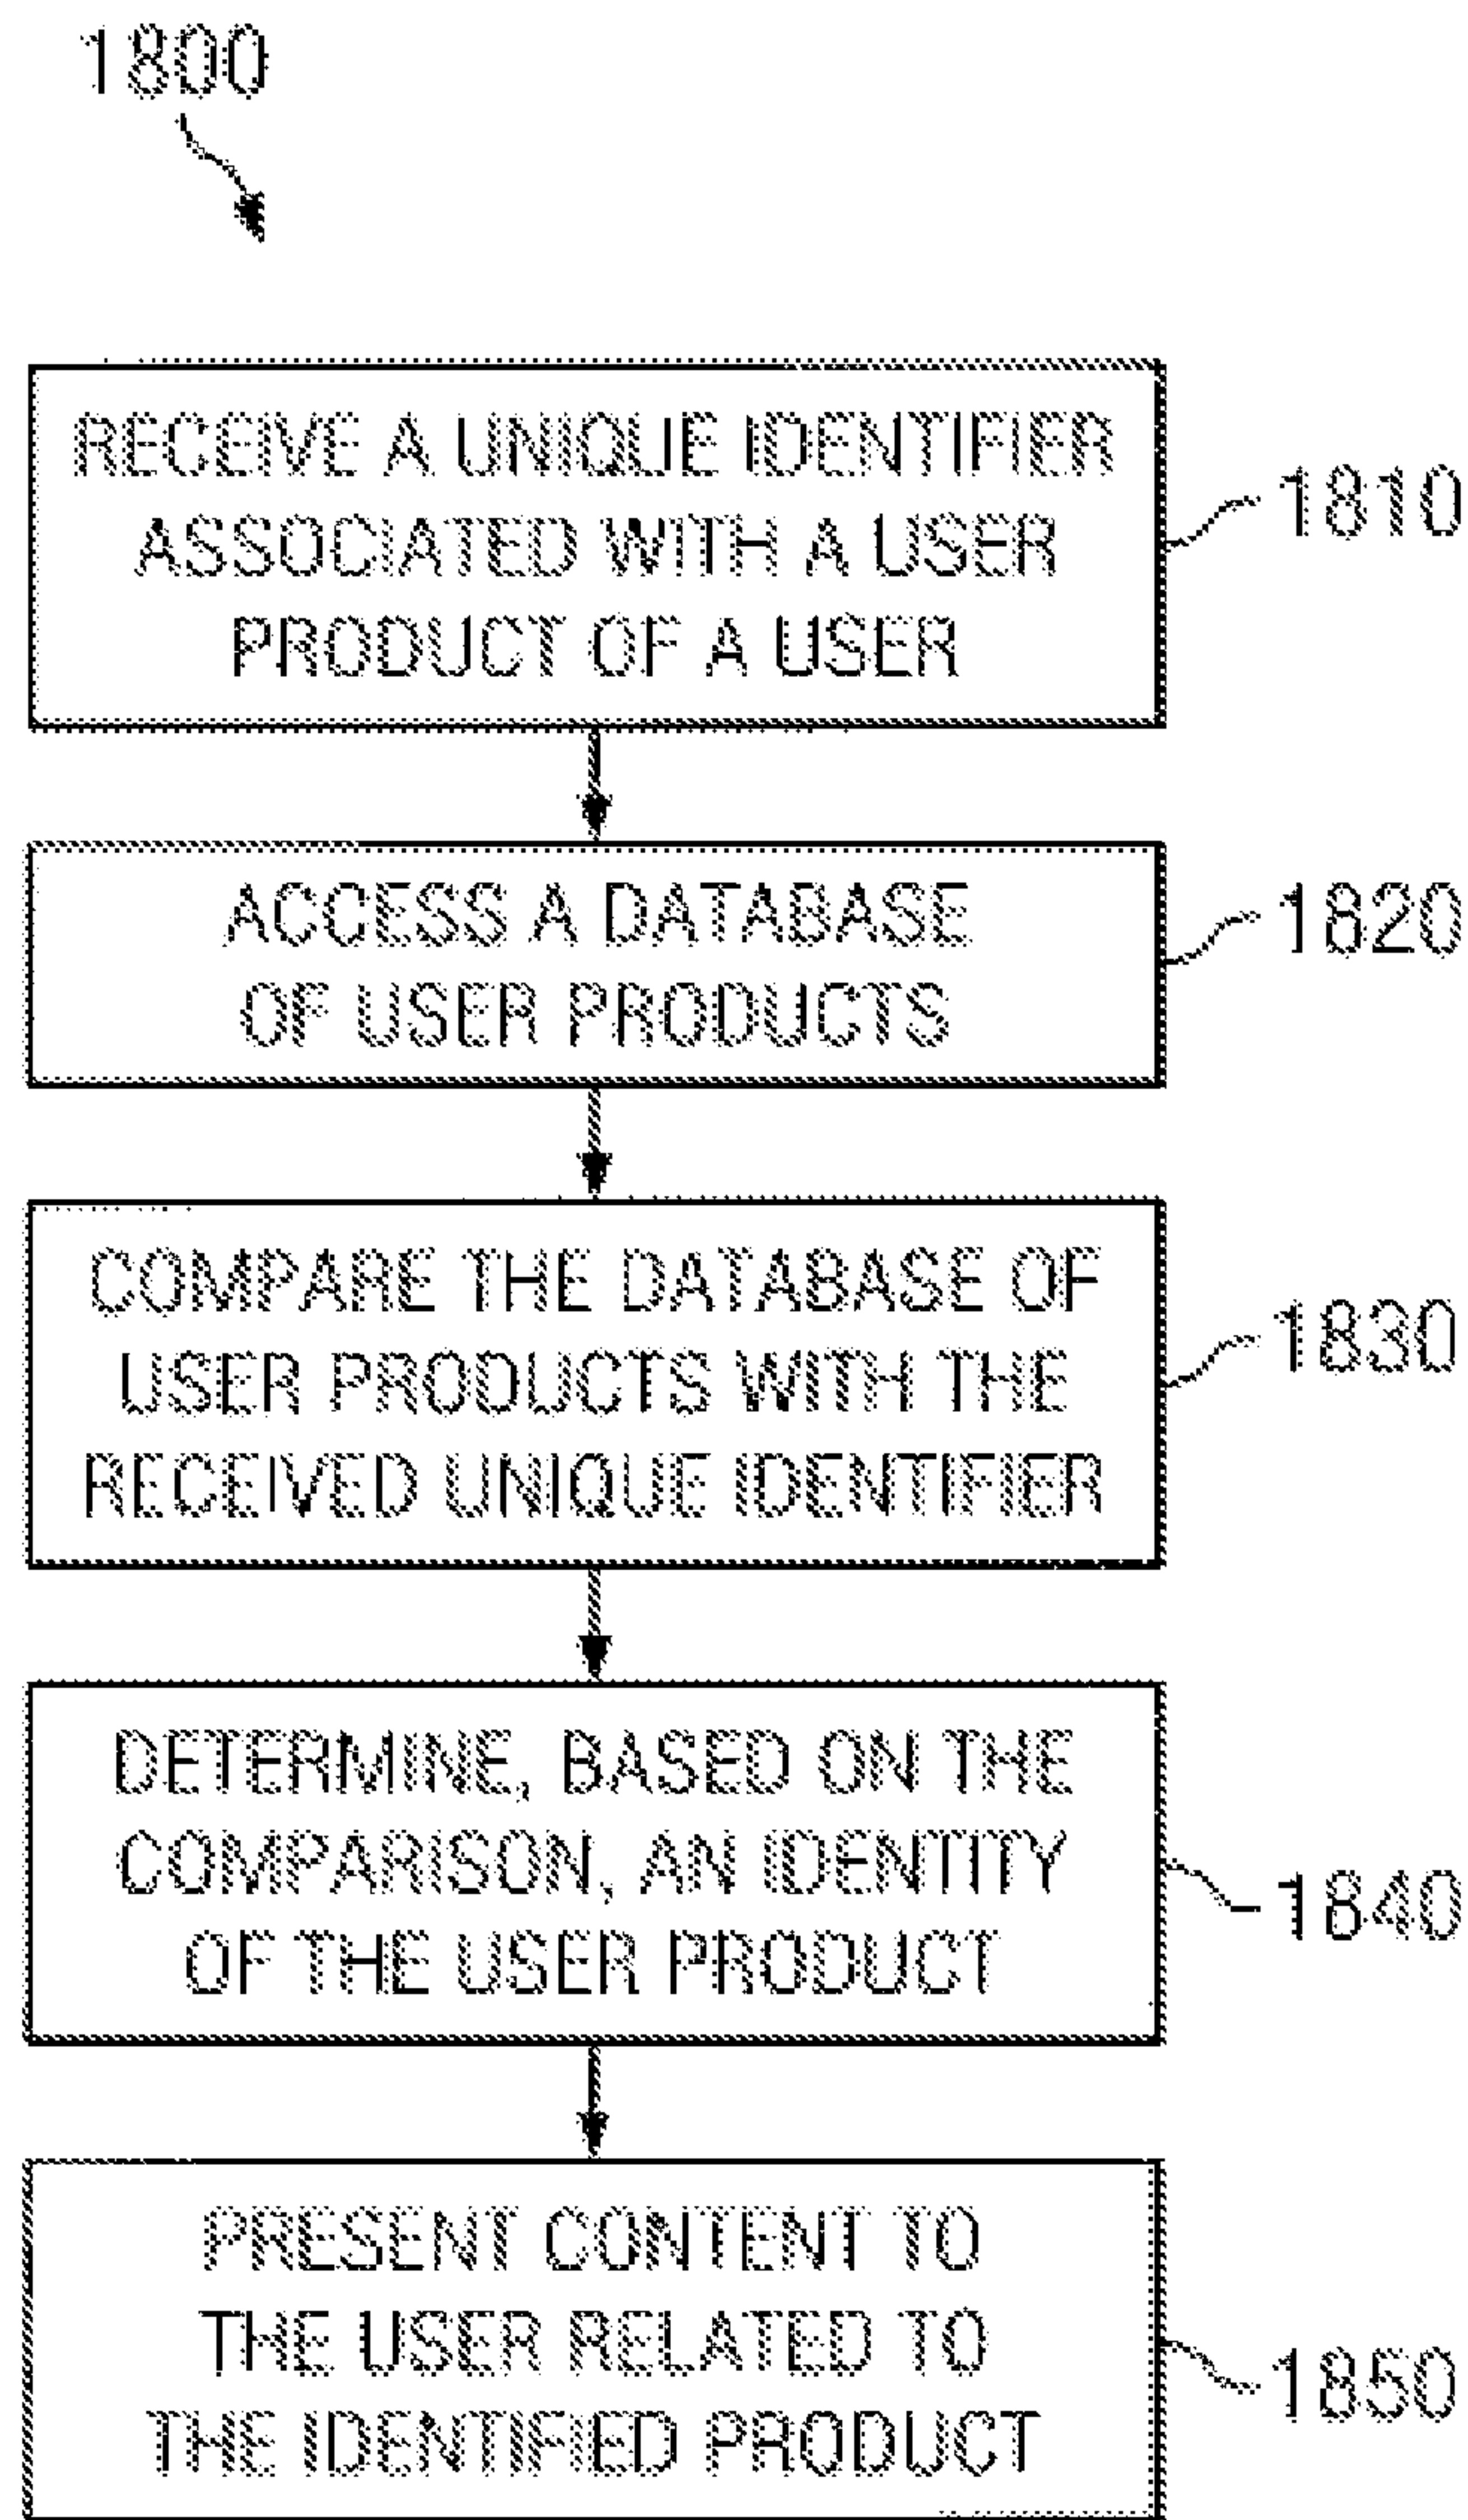 1800
RECEIVE A UNIQUE IDENTIFIER
ASSOCIATED WITH A USER
PRODUCT OF A USER
1810
ACCESS A DATABASE
OF USER PRODUCTS
1820
COMPARE THE DATABASE OF
USER PRODUCTS WITH THE
RECEIVED UNIQUE IDENTIFIER
1830
DETERMINE, BASED ON THE
COMPARISON, AN IDENTITY
OF THE USER PRODUCT
1840
PRESENT CONTENT TO
THE USER RELATED TO
THE IDENTIFIED PRODUCT
1850